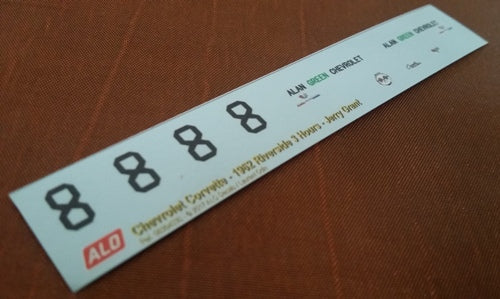 8 8 8 8
ALAN GREEN CHEVROLET
ALAN GREEN CHEVROLET
ALO
Chevrolet Corvette - 1962 Riverside 3 Hours - Jerry Grant